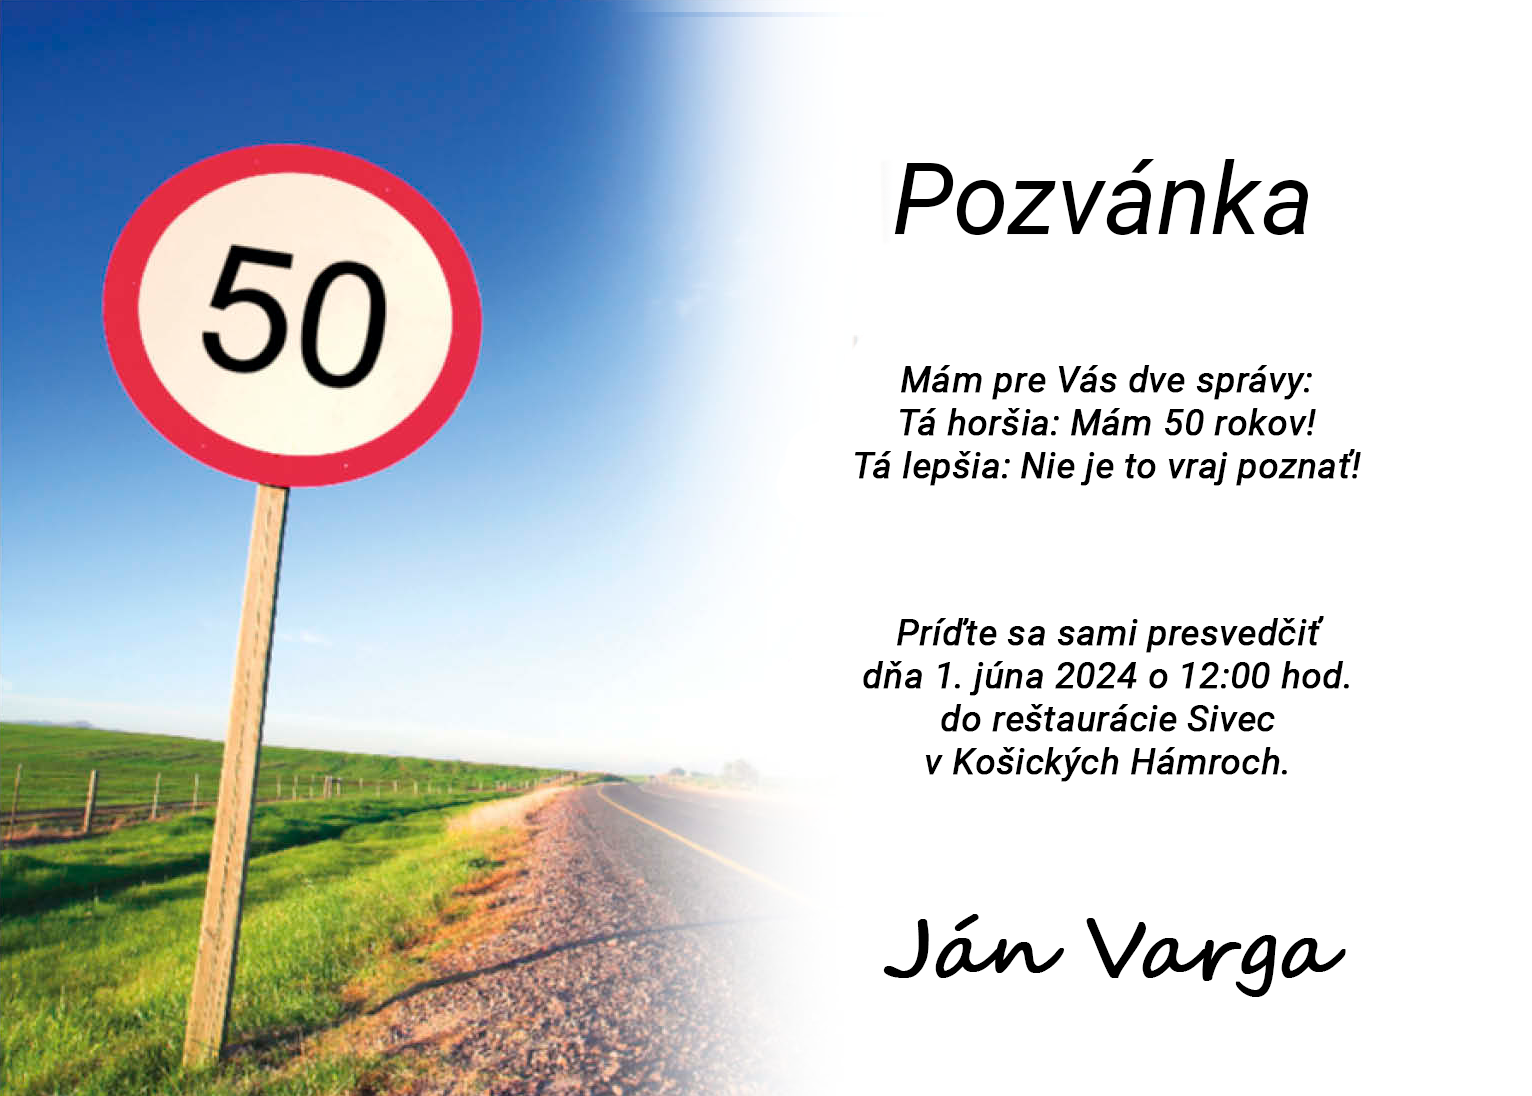 50
Pozvánka
Mám pre Vás dve správy:
Tá horšia: Mám 50 rokov!
Tá lepšia: Nie je to vraj poznať!
Príďte sa sami presvedčiť
dňa 1. júna 2024 o 12:00 hod.
do reštaurácie Sivec
v Košických Hámroch.
Ján Varga